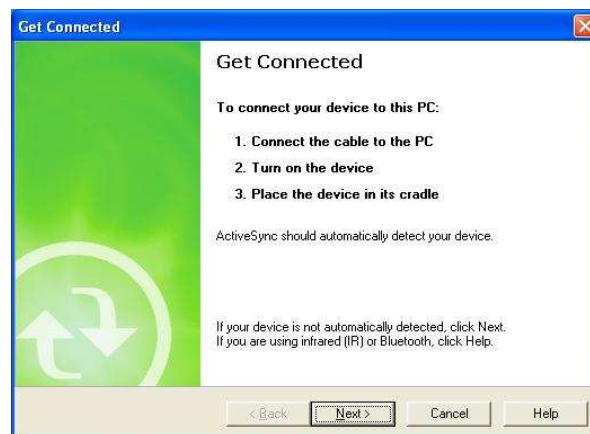 Get Connected
Get Connected
To connect your device to this PC:
1. Connect the cable to the PC
2. Turn on the device
3. Place the device in its cradle
ActiveSync should automatically detect your device.
If your device is not automatically detected, click Next.
If you are using infrared (IR) or Bluetooth, click Help.
< Back Next > Cancel Help